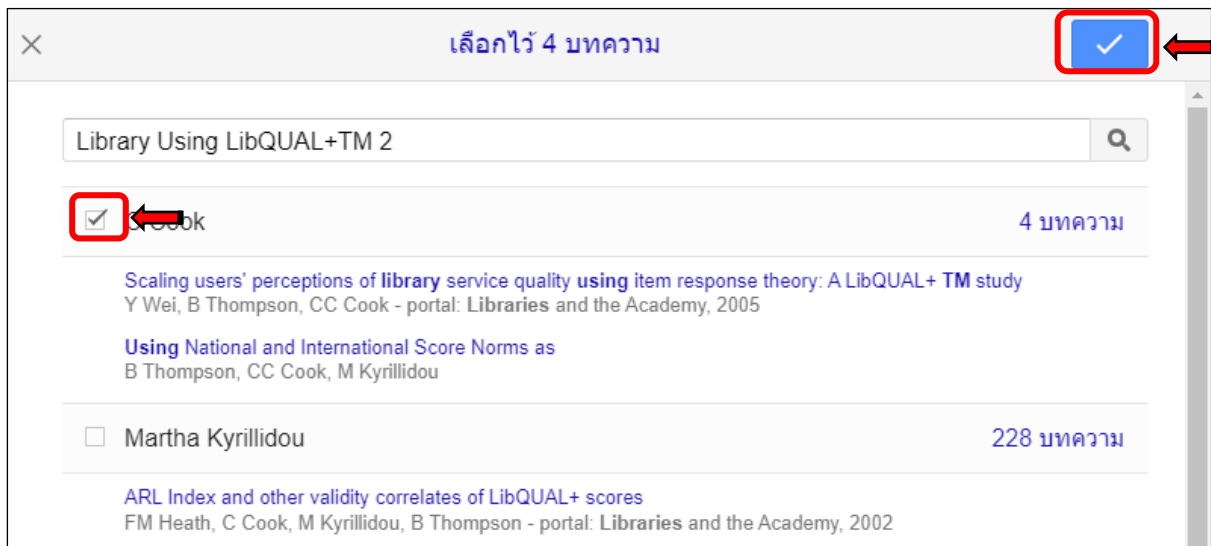 เลือกไว้ 4 บทความ
Library Using LibQUAL+TM 2
Cook 4 บทความ
Scaling users' perceptions of library service quality using item response theory: A LibQUAL+ TM study
Y Wei, B Thompson, CC Cook - portal: Libraries and the Academy, 2005
Using National and International Score Norms as
B Thompson, CC Cook, M Kyrillidou
Martha Kyrillidou 228 บทความ
ARL Index and other validity correlates of LibQUAL+ scores
FM Heath, C Cook, M Kyrillidou, B Thompson - portal: Libraries and the Academy, 2002